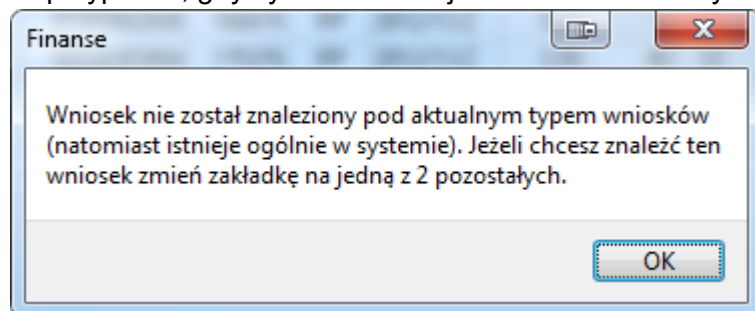 Finanse
Wniosek nie został znaleziony pod aktualnym typem wniosków
(natomiast istnieje ogólnie w systemie). Jeżeli chcesz znaleźć ten
wniosek zmień zakładkę na jedną z 2 pozostałych.
OK